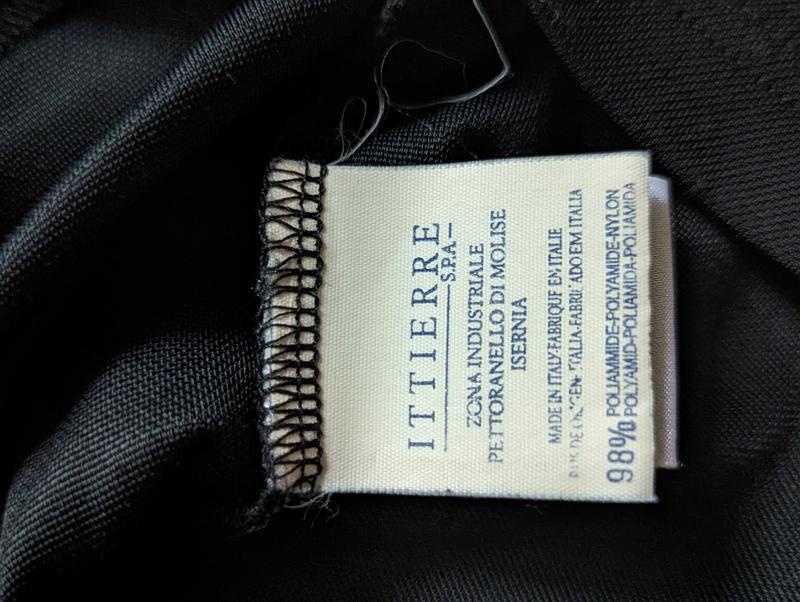 ITTIERRE
S.P.A.
ZONA INDUSTRIALE
PETTORANELLO DI MOLISE
ISERNIA
MADE IN ITALY-FABRIQUE EN ITALIE
ITALIA-FABRICADO EM ITALIA
98% POLIAMMIDE-POLYAMIDE-NYLON
POLYAMID-POLIAMIDA-POLIAMIDA